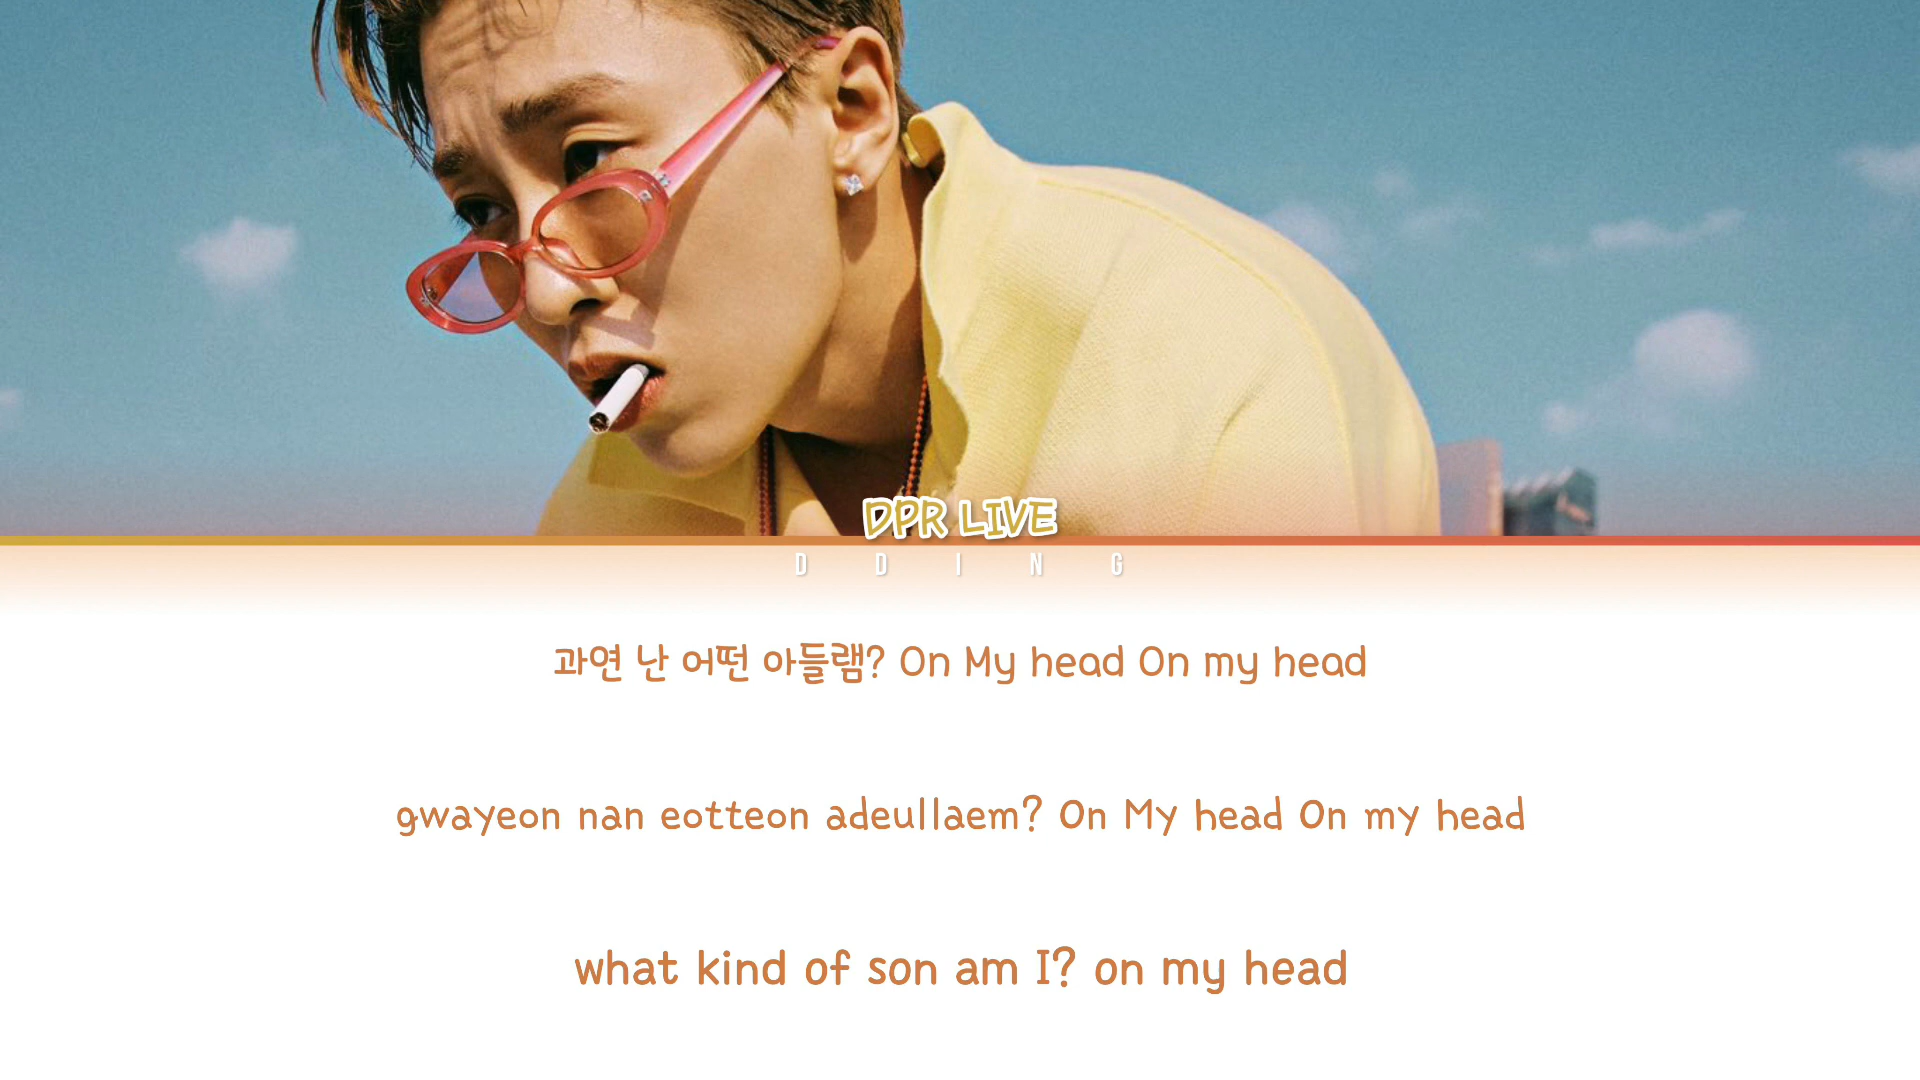 DPR LIVE
DDING
과연 난 어떤 아들램? On My head On my head
gwayeon nan eotteon adeullaem? On My head On my head
what kind of son am I? on my head